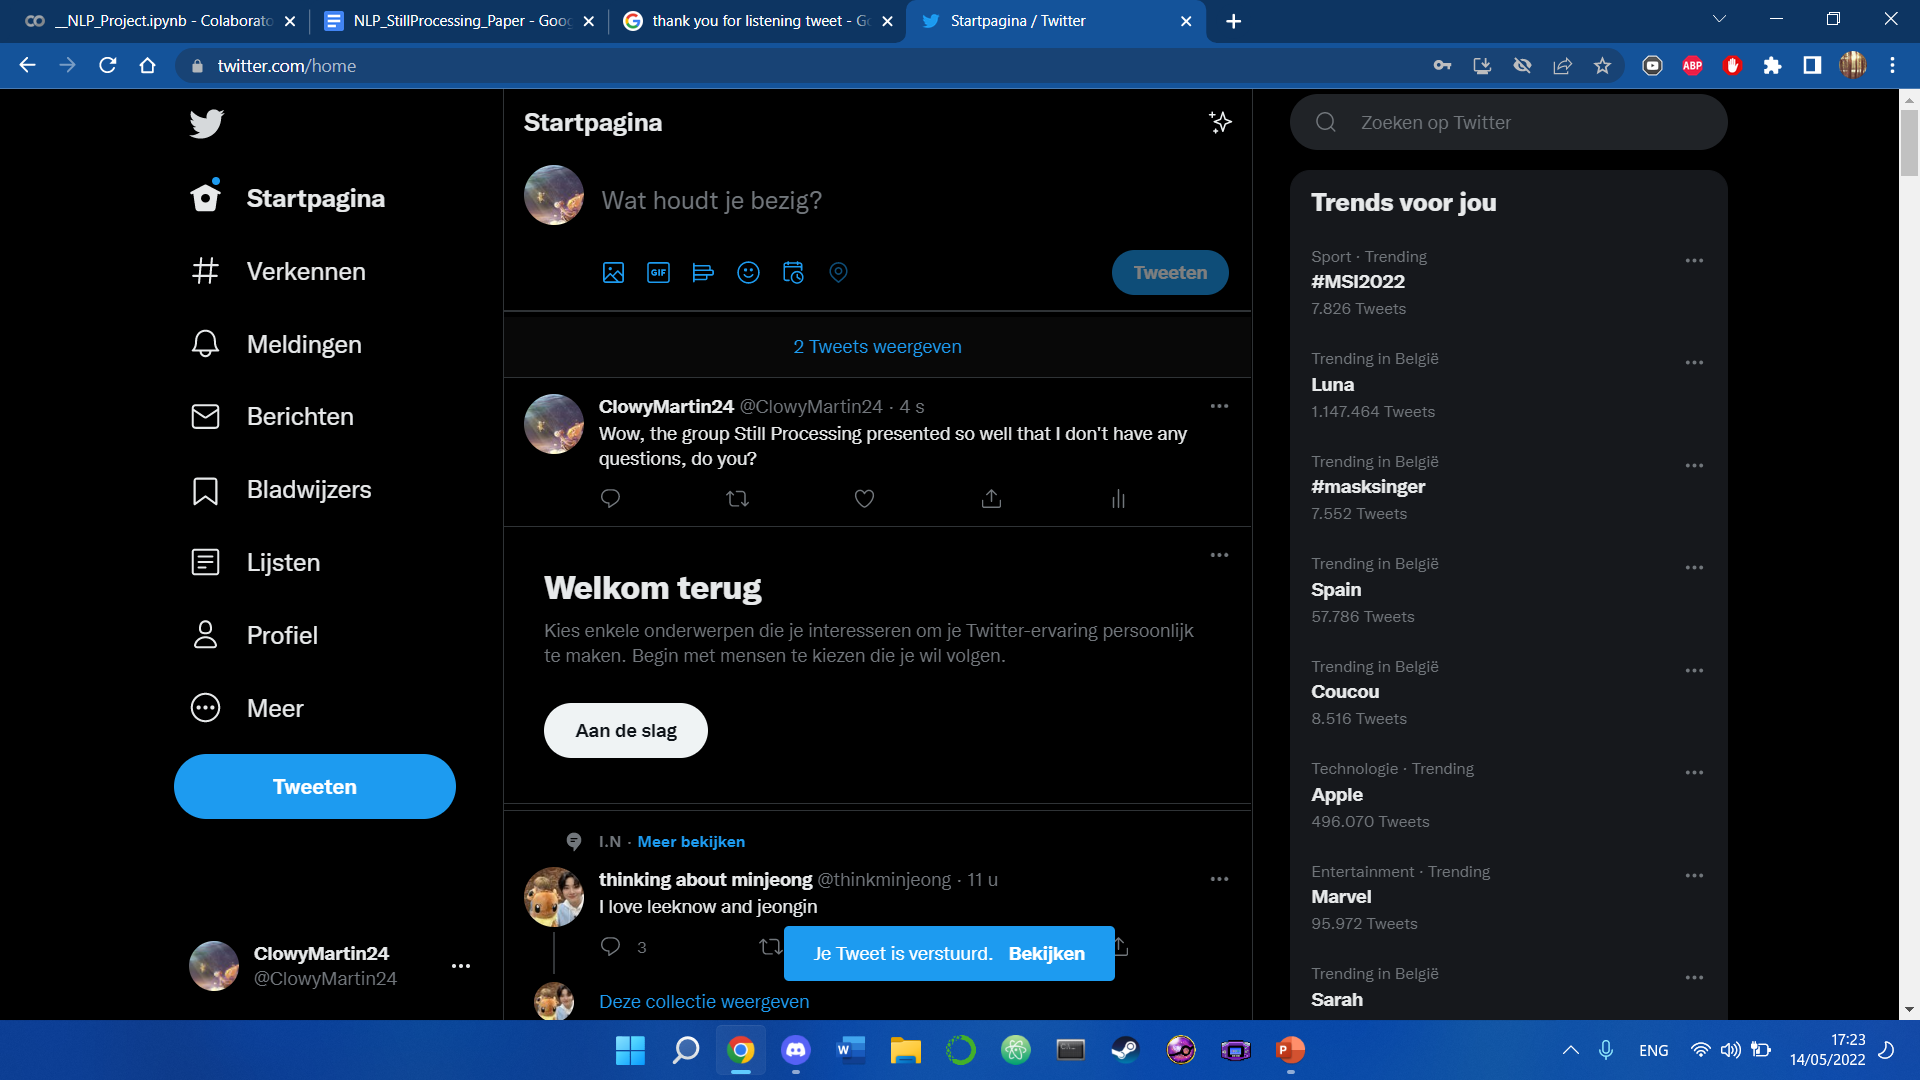 __NLP_Project.ipynb - Colaborato
NLP_StillProcessing_Paper - Goog
thank you for listening tweet - Go
Startpagina / Twitter
twitter.com/home
ABP
Startpagina
Verkennen
Meldingen
Berichten
Bladwijzers
Lijsten
Profiel
Meer
Tweeten
ClowyMartin24
@ClowyMartin24
Startpagina
Wat houdt je bezig?
GIF
Tweeten
2 Tweets weergeven
ClowyMartin24 @ClowyMartin24 · 4 s
Wow, the group Still Processing presented so well that I don't have any
questions, do you?
Welkom terug
Kies enkele onderwerpen die je interesseren om je Twitter-ervaring persoonlijk
te maken. Begin met mensen te kiezen die je wil volgen.
Aan de slag
I.N · Meer bekijken
thinking about minjeong @thinkminjeong · 11 u
I love leeknow and jeongin
3
Je Tweet is verstuurd. Bekijken
Deze collectie weergeven
Zoeken op Twitter
Trends voor jou
Sport · Trending
#MSI2022
7.826 Tweets
Trending in België
Luna
1.147.464 Tweets
Trending in België
#masksinger
7.552 Tweets
Trending in België
Spain
57.786 Tweets
Trending in België
Coucou
8.516 Tweets
Technologie · Trending
Apple
496.070 Tweets
Entertainment · Trending
Marvel
95.972 Tweets
Trending in België
Sarah
W
P
ENG
17:23
14/05/2022